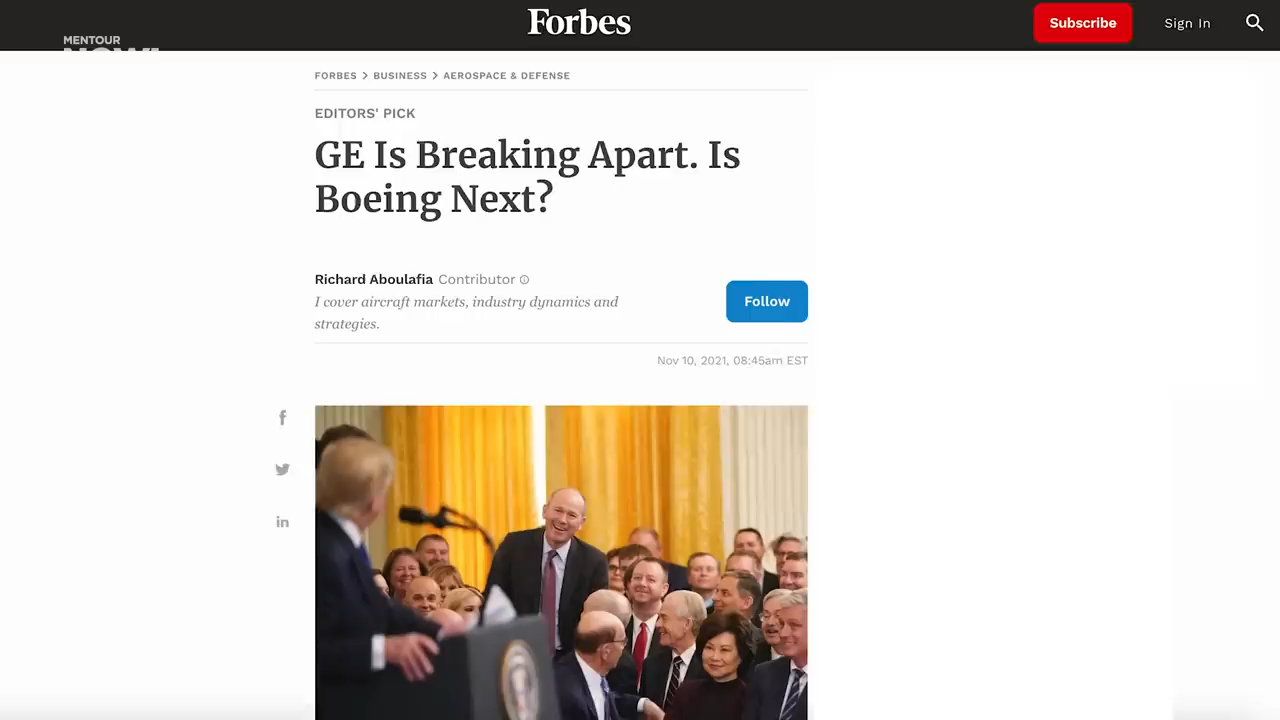 Forbes
Subscribe
Sign In
MENTOUR
NOW!
FORBES > BUSINESS > AEROSPACE & DEFENSE
EDITORS' PICK
GE Is Breaking Apart. Is
Boeing Next?
Richard Aboulafia Contributor
I cover aircraft markets, industry dynamics and
strategies.
Follow
Nov 10, 2021, 08:45am EST